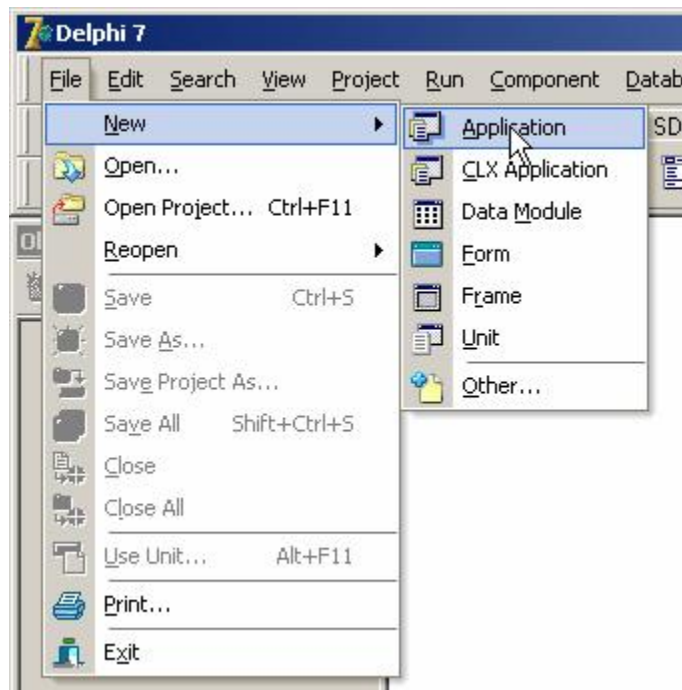 Delphi 7
File Edit Search View Project Run Component Datab
New
Open...
Open Project... Ctrl+F11
Reopen
Save Ctrl+S
Save As...
Save Project As...
Save All Shift+Ctrl+S
Close
Close All
Use Unit... Alt+F11
Print...
Exit
Application
CLX Application
Data Module
Form
Frame
Unit
Other...
SD